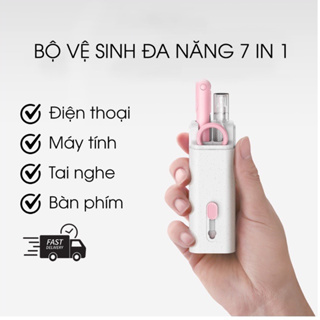 BỘ VỆ SINH ĐA NĂNG 7 IN 1
Điện thoại
Máy tính
Tai nghe
Bàn phím
FAST
DELIVERY